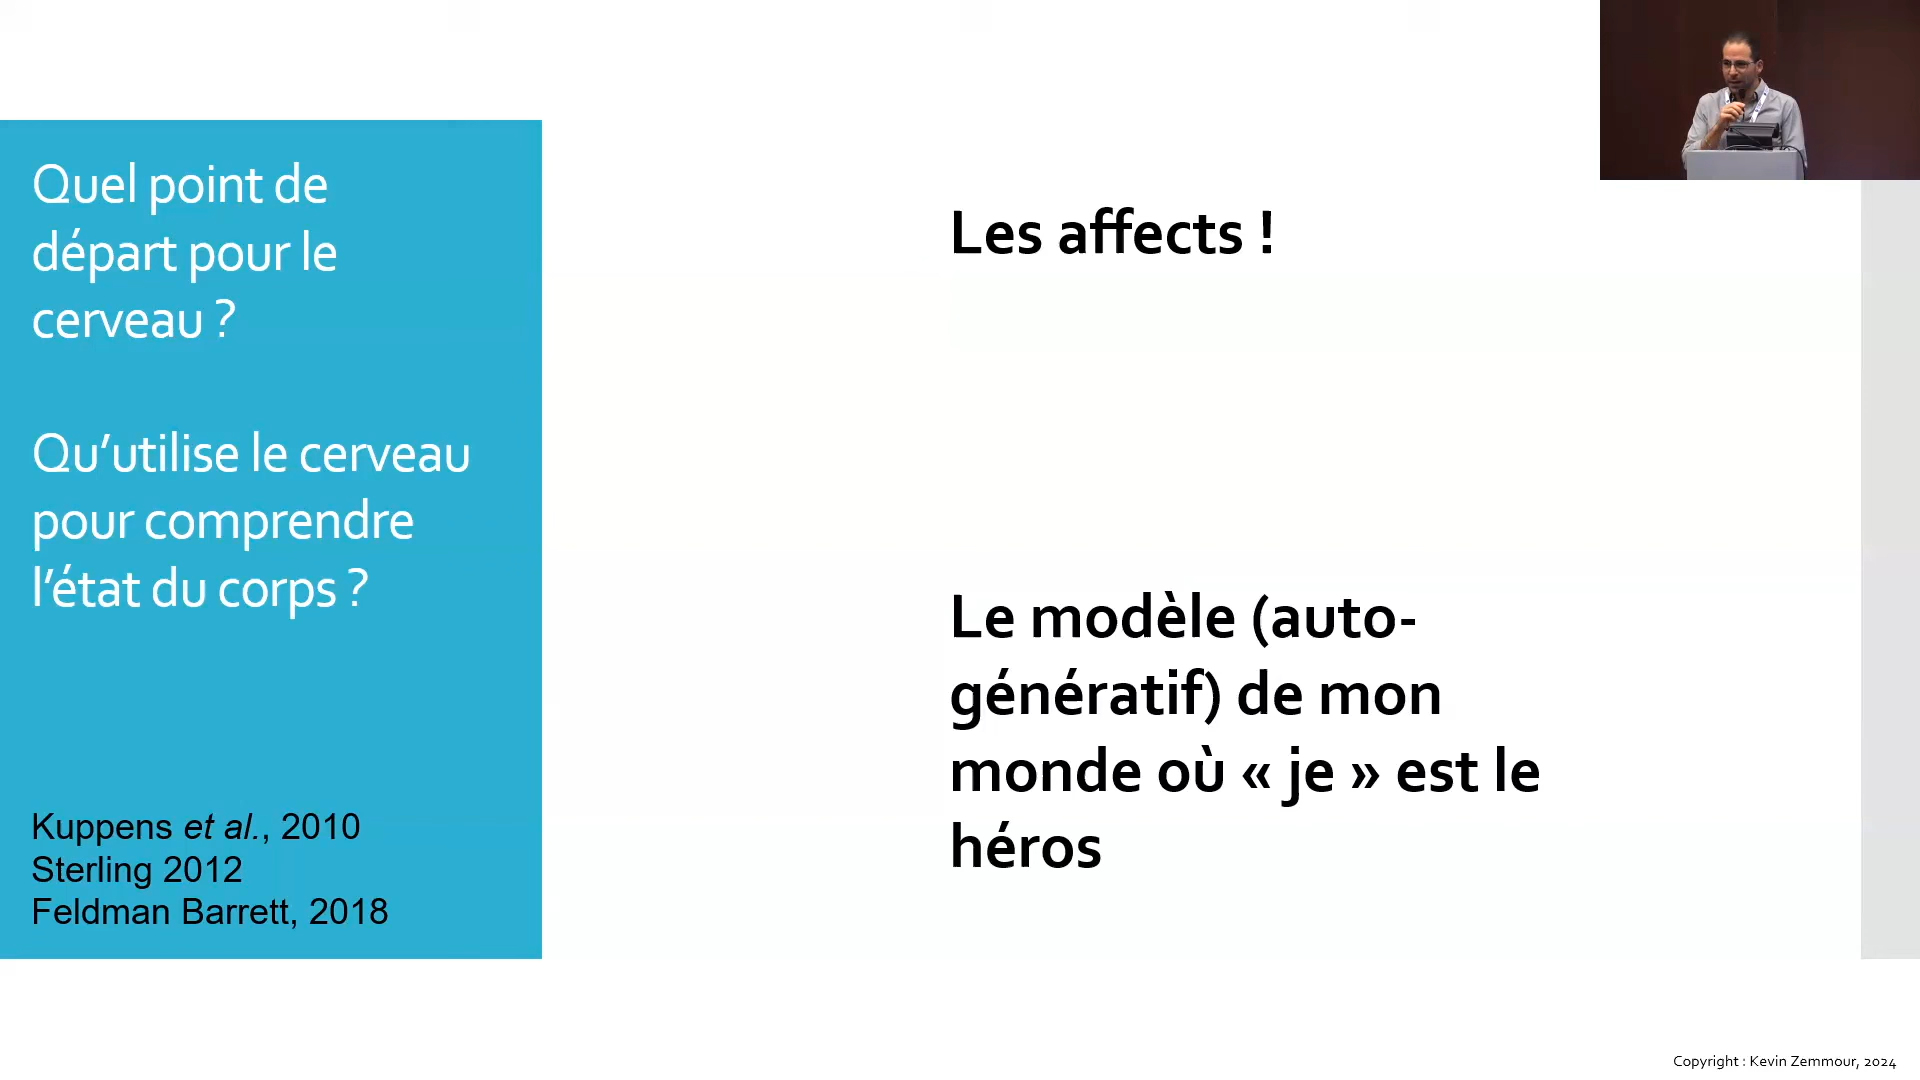 Quel point de
départ pour le
cerveau ?
Qu’utilise le cerveau
pour comprendre
l’état du corps ?
Kuppens et al., 2010
Sterling 2012
Feldman Barrett, 2018
Les affects !
Le modèle (auto-
génératif) de mon
monde où « je » est le
héros
Copyright : Kevin Zemmour, 2024